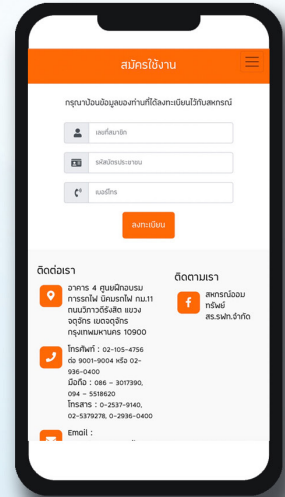 สมัครใช้งาน
กรุณาป้อนข้อมูลของท่านที่ได้ลงทะเบียนไว้กับสหกรณ์
เลขที่สมาชิก
รหัสบัตรประชาชน
เบอร์โทร
ลงทะเบียน
ติดต่อเรา
อาคาร 4 ศูนย์ฝึกอบรม
การรถไฟ นิคมรถไฟ กม.11
ถนนวิภาวดีรังสิต แขวง
จตุจักร เขตจตุจักร
กรุงเทพมหานคร 10900
โทรศัพท์ : 02-105-4756
ต่อ 9001-9004 หรือ 02-
936-0400
มือถือ : 086 – 3017390,
094 – 5518620
โทรสาร : 0-2537-9140,
02-5379278, 0-2936-0400
Email :
ติดตามเรา
สหกรณ์ออม
ทรัพย์
สร.รฟท.จำกัด